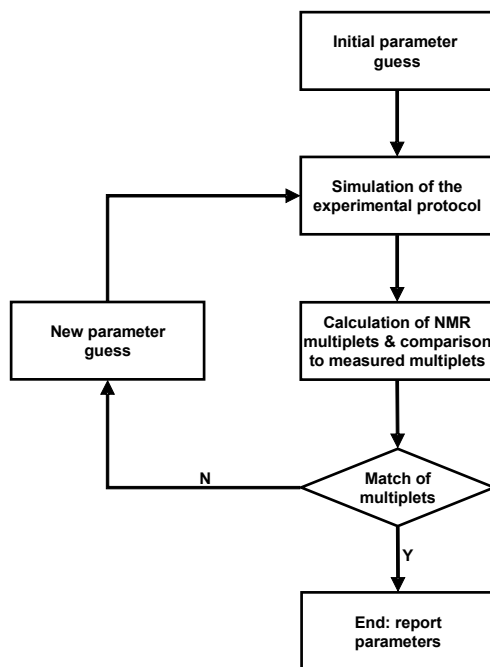 Initial parameter
guess
Simulation of the
experimental protocol
Calculation of NMR
multiplets & comparison
to measured multiplets
New parameter
guess
Match of
multiplets
N
Y
End: report
parameters